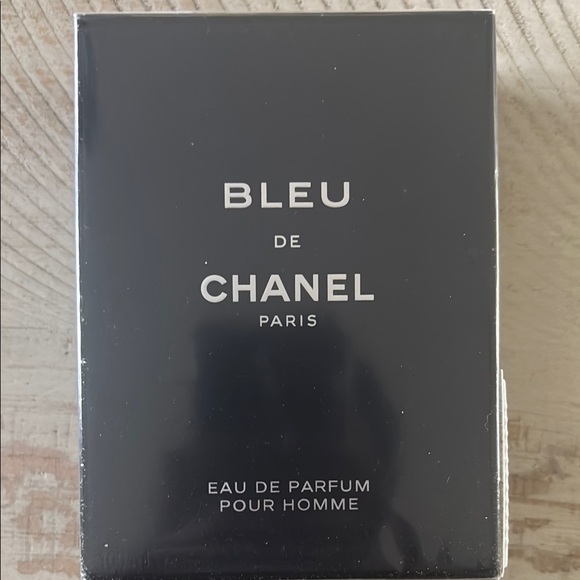 BLEU
DE
CHANEL
PARIS
EAU DE PARFUM
POUR HOMME